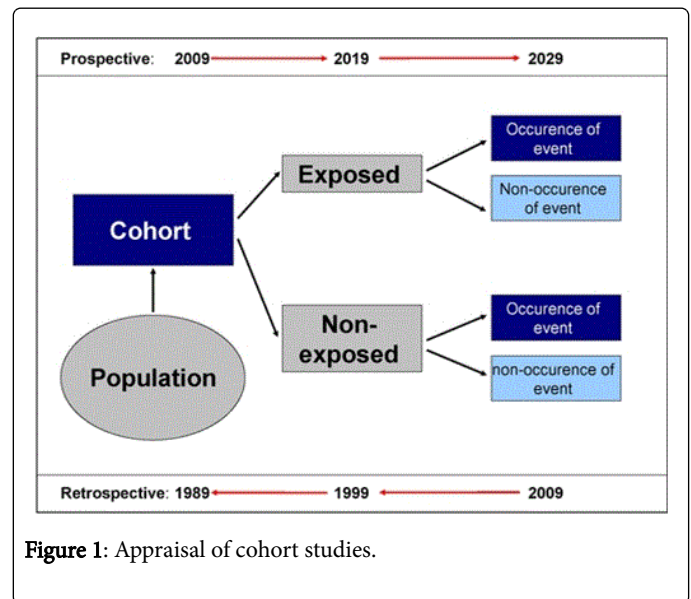 Prospective: 2009 2019 2029
Occurence of
event
Exposed
Non-occurence
of event
Cohort
Occurence of
event
Non-
exposed
non-occurence of
event
Population
Retrospective: 1989 1999 2009
Figure 1: Appraisal of cohort studies.